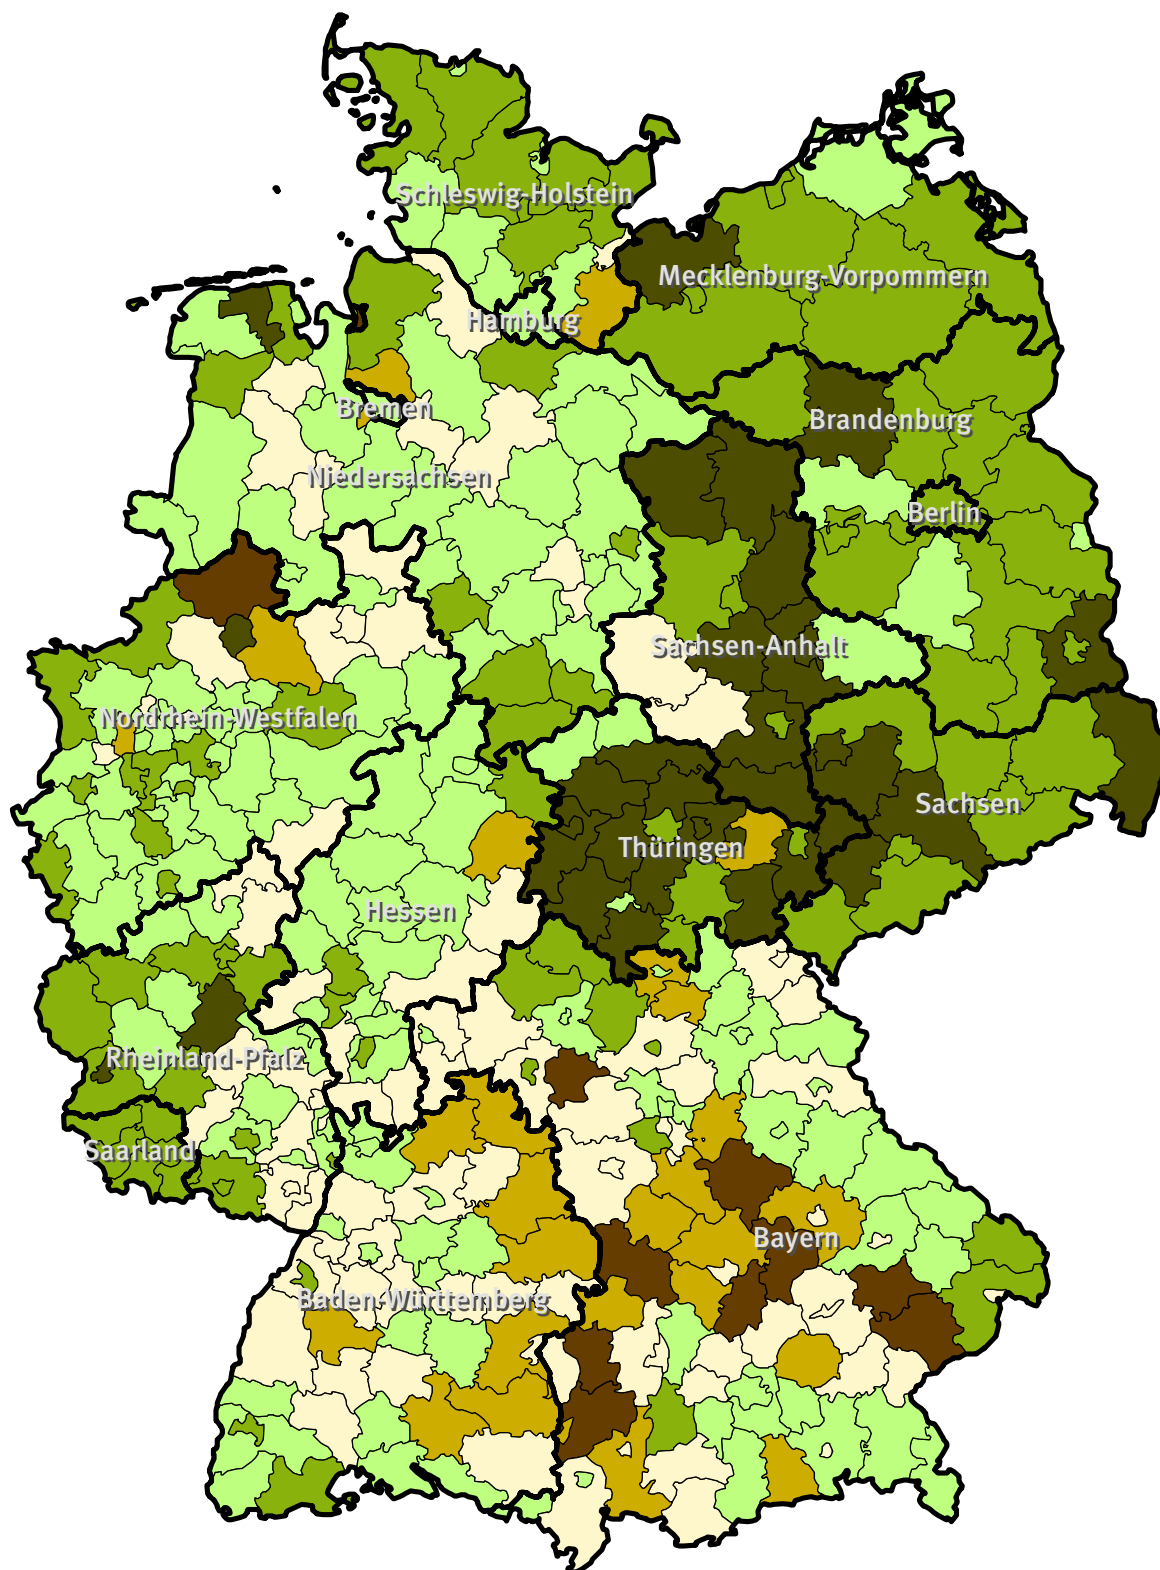 Schleswig-Holstein
Mecklenburg-Vorpommern
Hamburg
Bremen
Brandenburg
Niedersachsen
Berlin
Sachsen-Anhalt
Nordrhein-Westfalen
Sachsen
Thüringen
Hessen
Rheinland-Pfalz
Saarland
Bayern
Baden-Württemberg